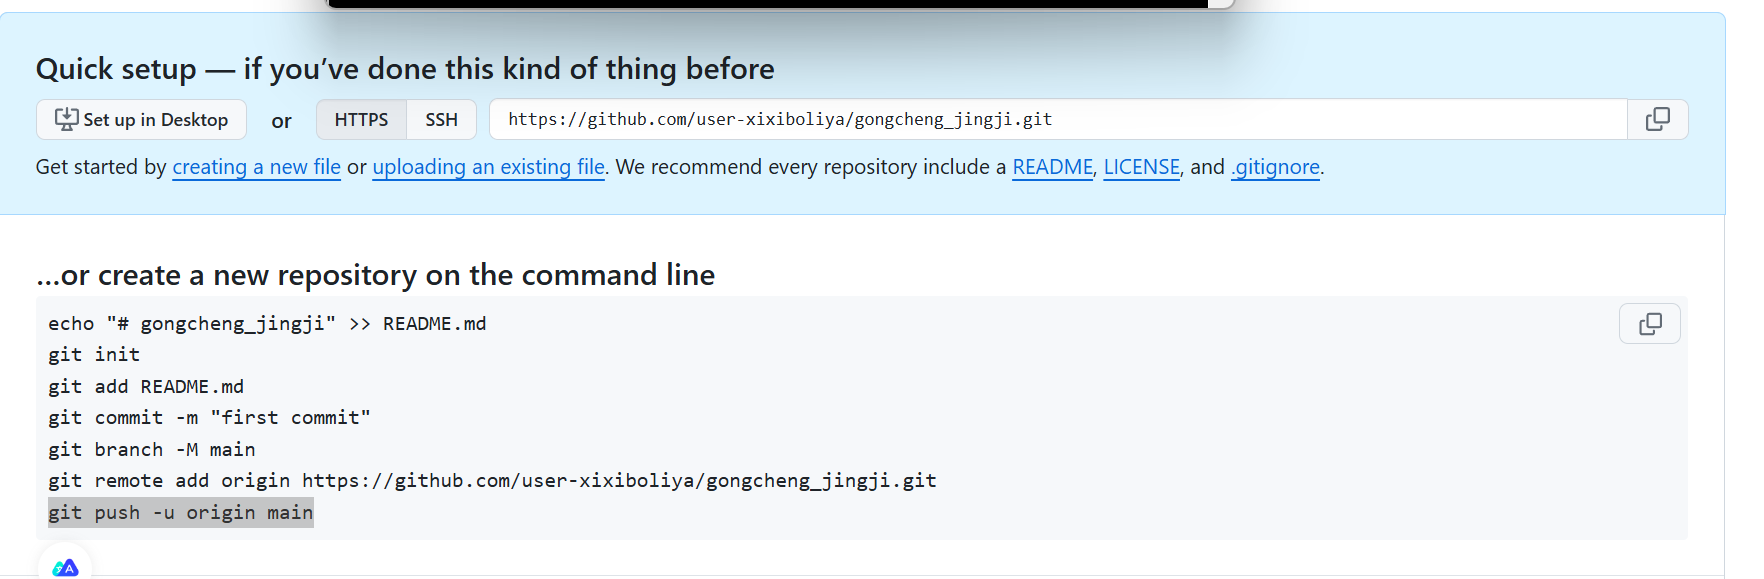 Quick setup — if you’ve done this kind of thing before
Set up in Desktop or HTTPS SSH https://github.com/user-xixiboliya/gongcheng_jingji.git
Get started by creating a new file or uploading an existing file. We recommend every repository include a README, LICENSE, and .gitignore.
…or create a new repository on the command line
echo "# gongcheng_jingji" >> README.md
git init
git add README.md
git commit -m "first commit"
git branch -M main
git remote add origin https://github.com/user-xixiboliya/gongcheng_jingji.git
git push -u origin main
A